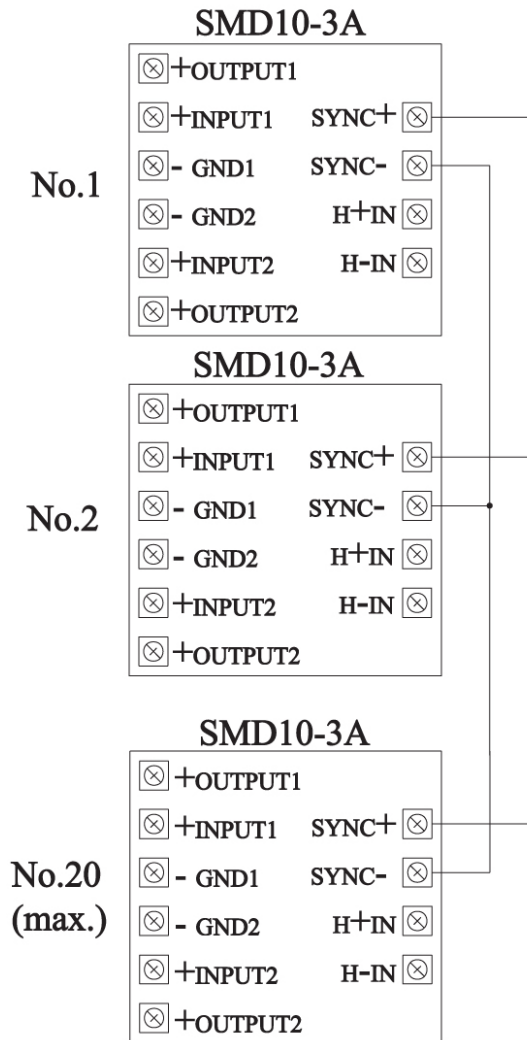 SMD10-3A
+OUTPUT1
+INPUT1 SYNC+
No.1
- GND1 SYNC-
- GND2 H+IN
+INPUT2 H-IN
+OUTPUT2
SMD10-3A
+OUTPUT1
+INPUT1 SYNC+
No.2
- GND1 SYNC-
- GND2 H+IN
+INPUT2 H-IN
+OUTPUT2
SMD10-3A
+OUTPUT1
+INPUT1 SYNC+
No.20
(max.)
- GND1 SYNC-
- GND2 H+IN
+INPUT2 H-IN
+OUTPUT2